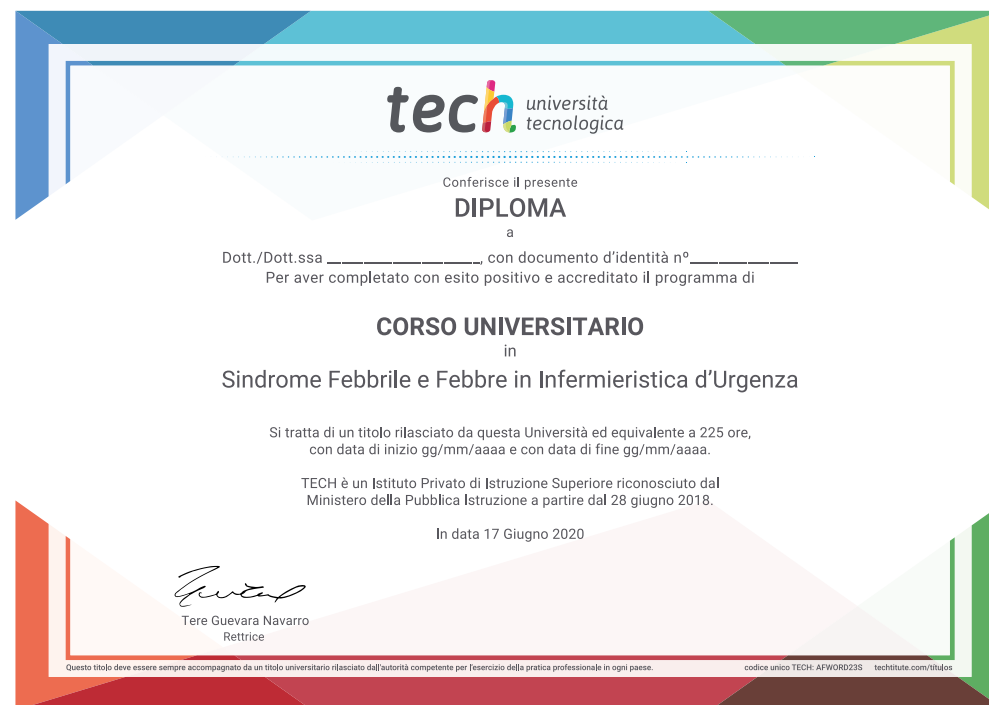 tech università
tecnologica
Conferisce il presente
DIPLOMA
a
Dott./Dott.ssa ____________________, con documento d'identità nº______________
Per aver completato con esito positivo e accreditato il programma di
CORSO UNIVERSITARIO
in
Sindrome Febbrile e Febbre in Infermieristica d'Urgenza
Si tratta di un titolo rilasciato da questa Università ed equivalente a 225 ore,
con data di inizio gg/mm/aaaa e con data di fine gg/mm/aaaa.
TECH è un Istituto Privato di Istruzione Superiore riconosciuto dal
Ministero della Pubblica Istruzione a partire dal 28 giugno 2018.
In data 17 Giugno 2020
Tere Guevara Navarro
Rettrice
Questo titolo deve essere sempre accompagnato da un titolo universitario rilasciato dall'autorità competente per l'esercizio della pratica professionale in ogni paese. codice unico TECH: AFWORD23S techtitute.com/títulos